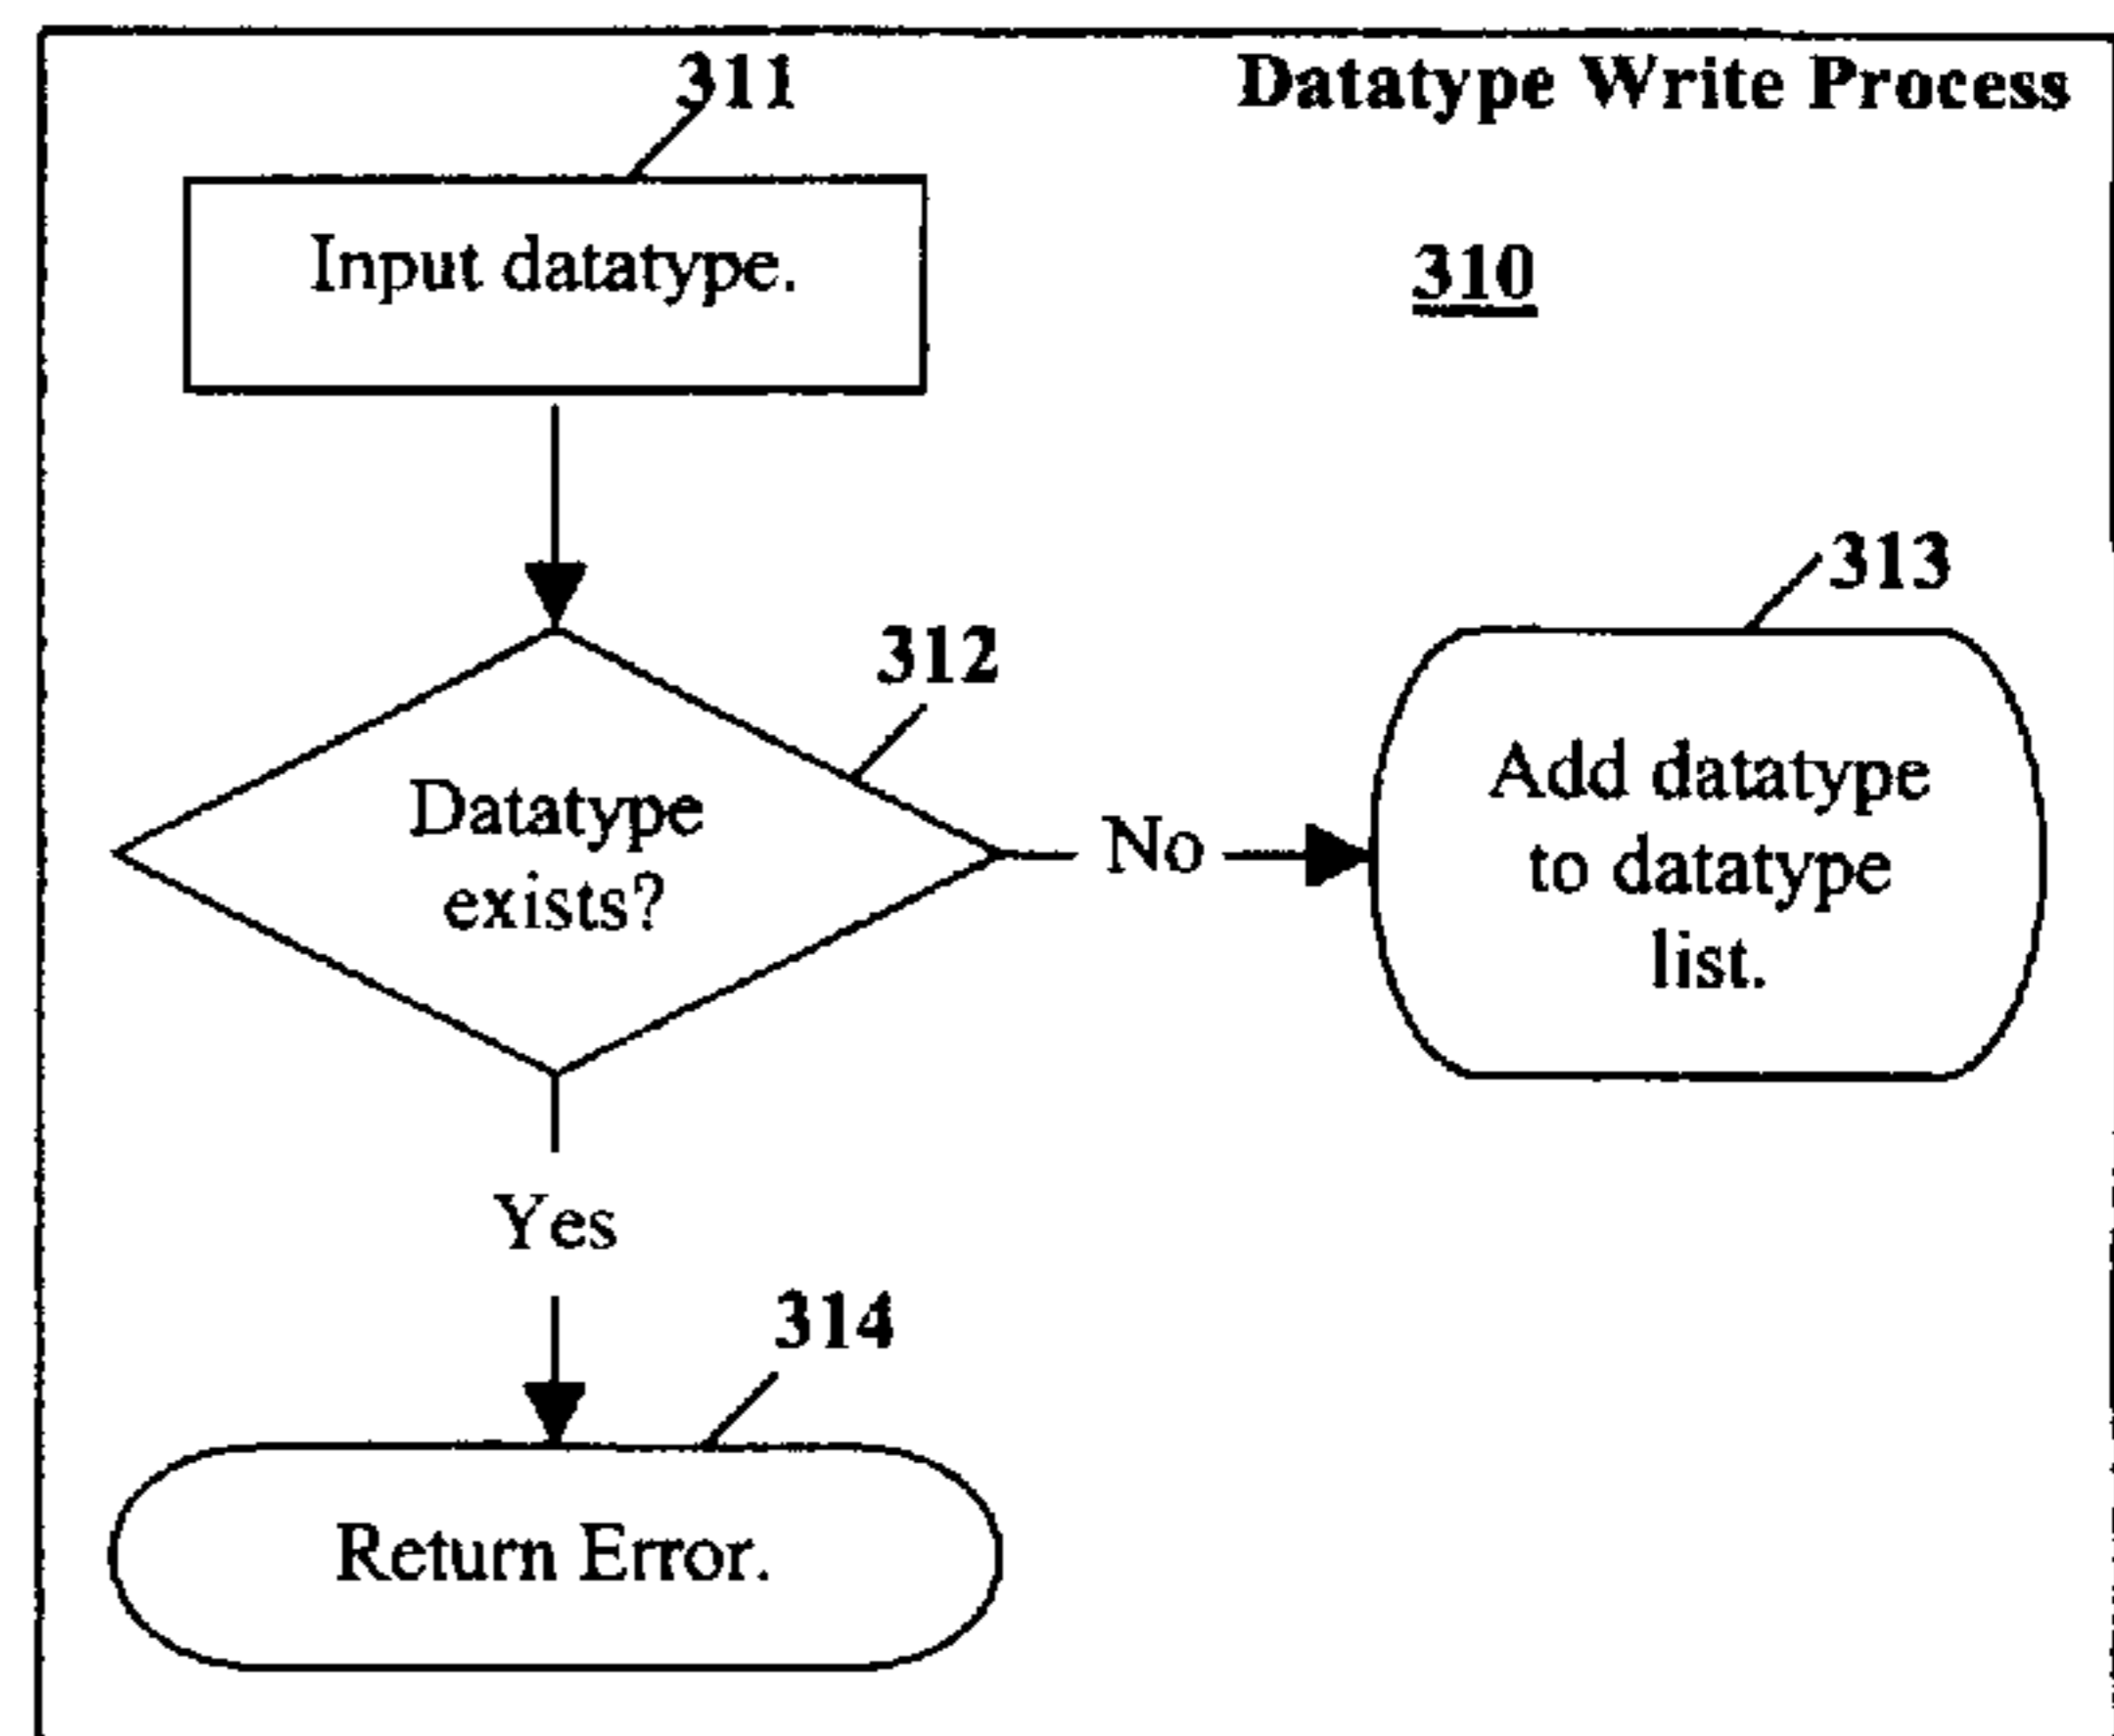 311
Datatype Write Process
Input datatype.
310
313
312
Datatype
exists?
No
Add datatype
to datatype
list.
Yes
314
Return Error.